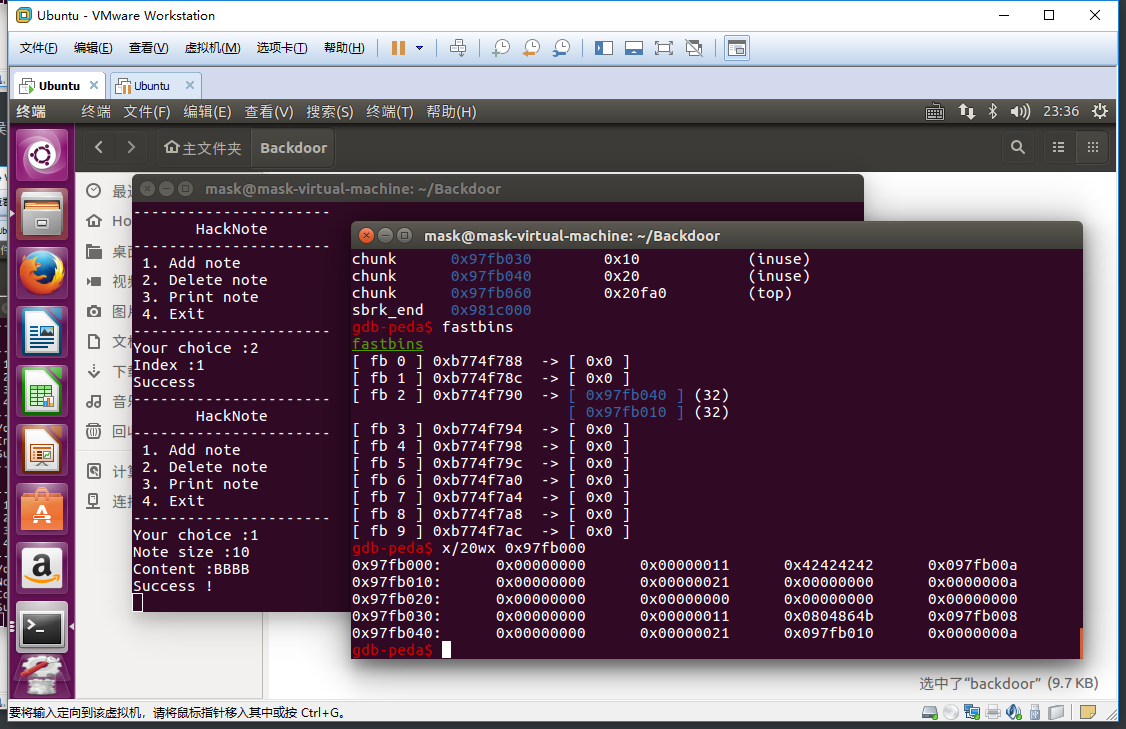 Ubuntu - VMware Workstation
文件(F) 编辑(E) 查看(V) 虚拟机(M) 选项卡(T) 帮助(H)
Ubuntu Ubuntu
终端 终端 文件(F) 编辑(E) 查看(V) 搜索(S) 终端(T) 帮助(H) 23:36
主文件夹 Backdoor
mask@mask-virtual-machine: ~/Backdoor
----------------------
HackNote
----------------------
1. Add note
2. Delete note
3. Print note
4. Exit
----------------------
Your choice :2
Index :1
Success
----------------------
HackNote
----------------------
1. Add note
2. Delete note
3. Print note
4. Exit
----------------------
Your choice :1
Note size :10
Content :BBBB
Success !
mask@mask-virtual-machine: ~/Backdoor
chunk 0x97fb030 0x10 (inuse)
chunk 0x97fb040 0x20 (inuse)
chunk 0x97fb060 0x20fa0 (top)
sbrk_end 0x981c000
gdb-peda$ fastbins
fastbins
[ fb 0 ] 0xb774f788 -> [ 0x0 ]
[ fb 1 ] 0xb774f78c -> [ 0x0 ]
[ fb 2 ] 0xb774f790 -> [ 0x97fb040 ] (32)
[ 0x97fb010 ] (32)
[ fb 3 ] 0xb774f794 -> [ 0x0 ]
[ fb 4 ] 0xb774f798 -> [ 0x0 ]
[ fb 5 ] 0xb774f79c -> [ 0x0 ]
[ fb 6 ] 0xb774f7a0 -> [ 0x0 ]
[ fb 7 ] 0xb774f7a4 -> [ 0x0 ]
[ fb 8 ] 0xb774f7a8 -> [ 0x0 ]
[ fb 9 ] 0xb774f7ac -> [ 0x0 ]
gdb-peda$ x/20wx 0x97fb000
0x97fb000: 0x00000000 0x00000011 0x42424242 0x097fb00a
0x97fb010: 0x00000000 0x00000021 0x00000000 0x0000000a
0x97fb020: 0x00000000 0x00000000 0x00000000 0x00000000
0x97fb030: 0x00000000 0x00000011 0x0804864b 0x097fb008
0x97fb040: 0x00000000 0x00000021 0x097fb010 0x0000000a
gdb-peda$
最
Ho
桌
视
图
文
下
音
回
计
连
选中了“backdoor” (9.7 KB)
要将输入定向到该虚拟机，请将鼠标指针移入其中或按 Ctrl+G。